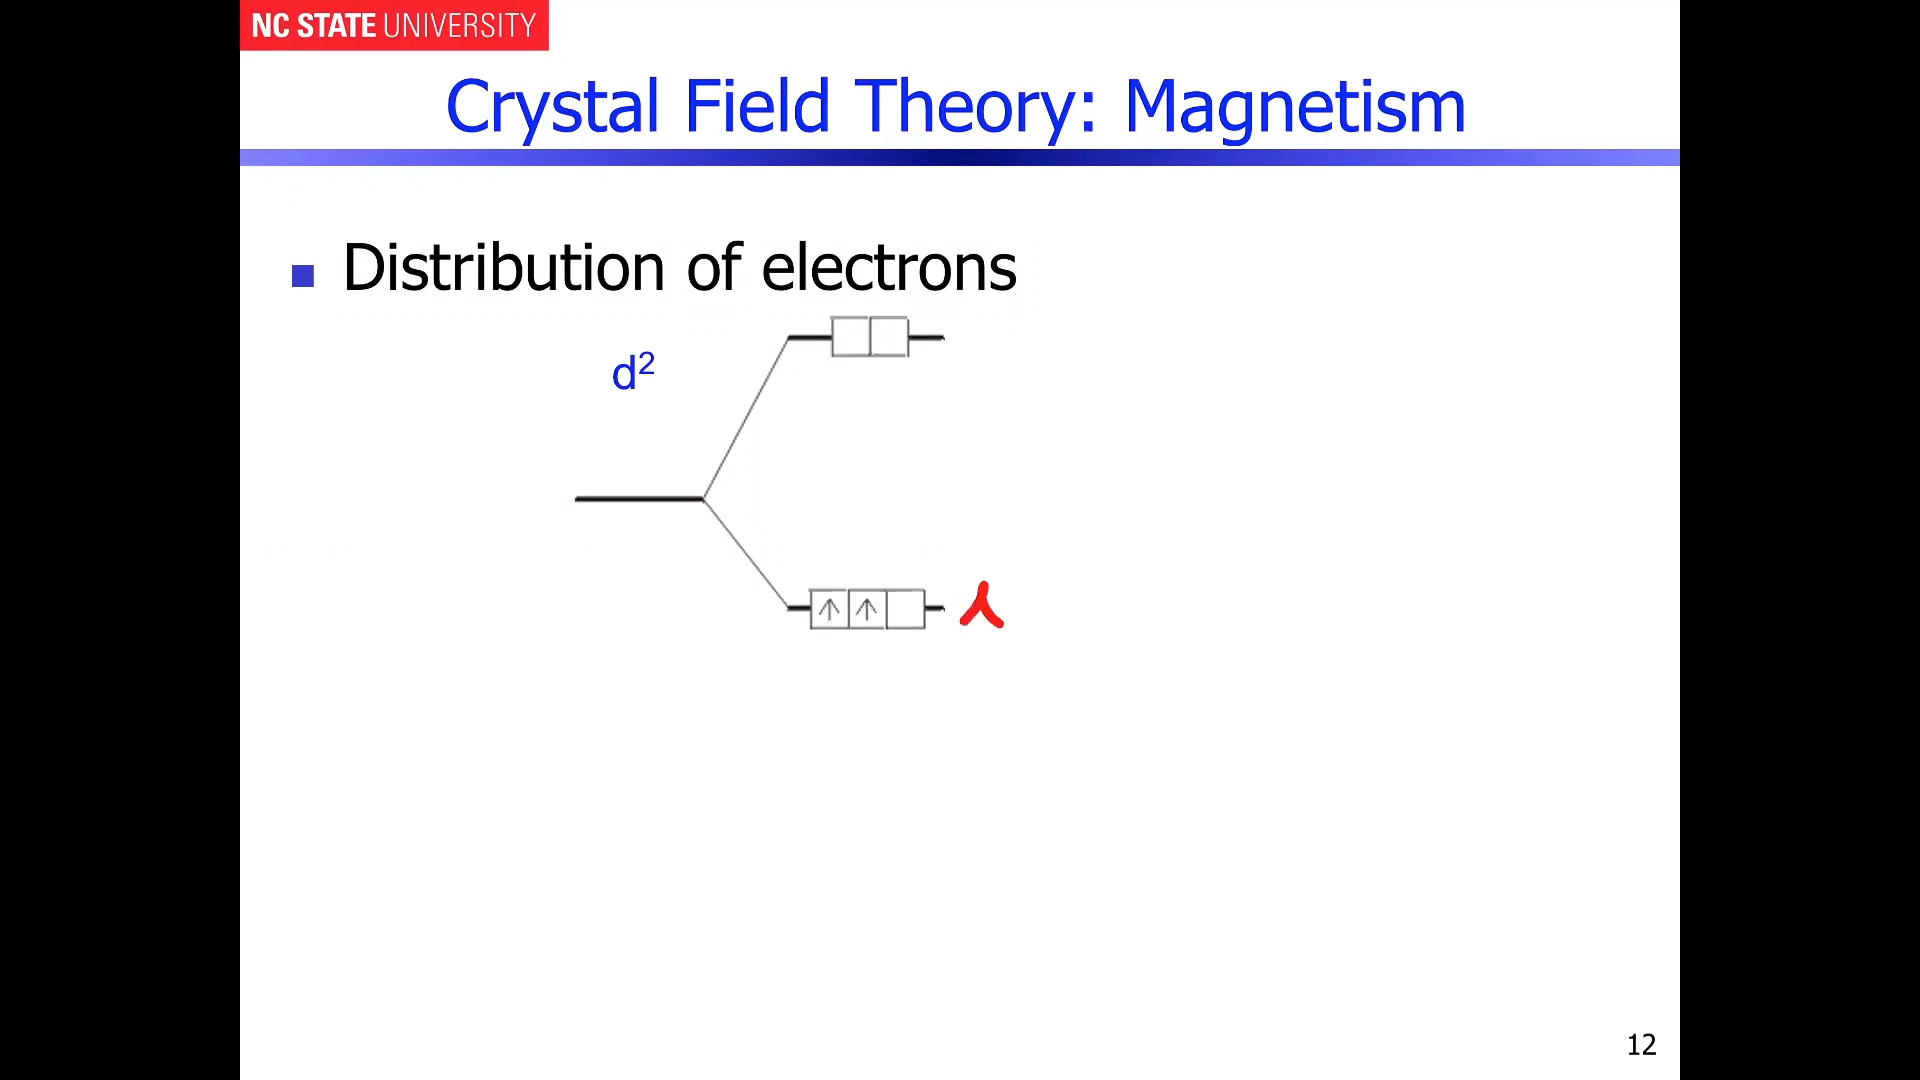 NC STATE UNIVERSITY
Crystal Field Theory: Magnetism
Distribution of electrons
d²
12